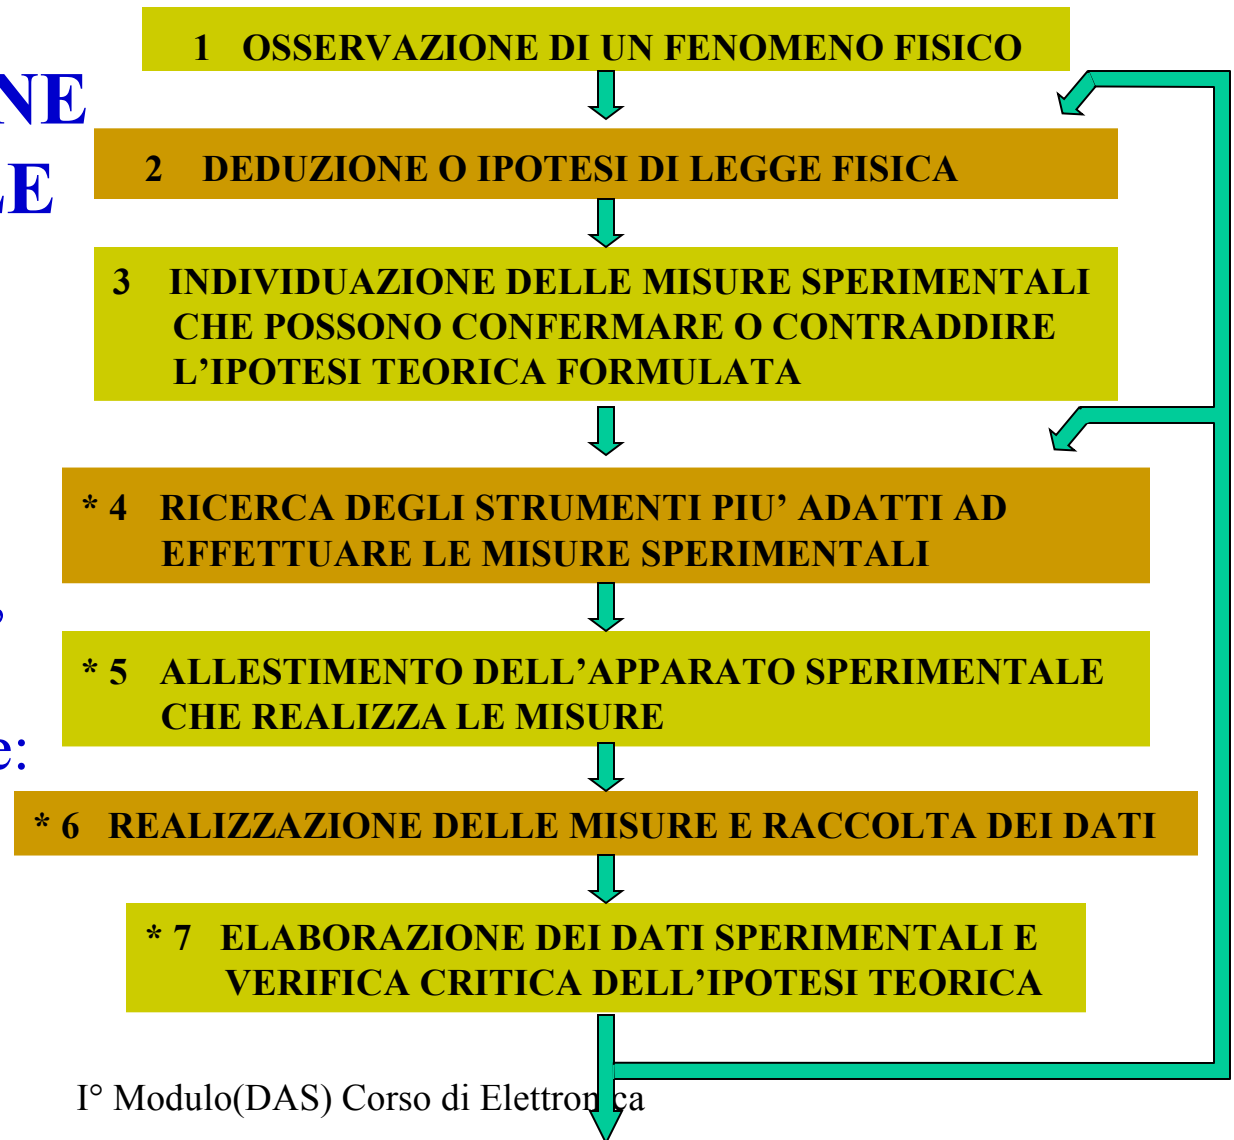 1 OSSERVAZIONE DI UN FENOMENO FISICO
NE
LE
2 DEDUZIONE O IPOTESI DI LEGGE FISICA
3 INDIVIDUAZIONE DELLE MISURE SPERIMENTALI
CHE POSSONO CONFERMARE O CONTRADDIRE
L’IPOTESI TEORICA FORMULATA
* 4 RICERCA DEGLI STRUMENTI PIU’ ADATTI AD
EFFETTUARE LE MISURE SPERIMENTALI
,
* 5 ALLESTIMENTO DELL’APPARATO SPERIMENTALE
CHE REALIZZA LE MISURE
e:
* 6 REALIZZAZIONE DELLE MISURE E RACCOLTA DEI DATI
* 7 ELABORAZIONE DEI DATI SPERIMENTALI E
VERIFICA CRITICA DELL’IPOTESI TEORICA
I° Modulo(DAS) Corso di Elettronica